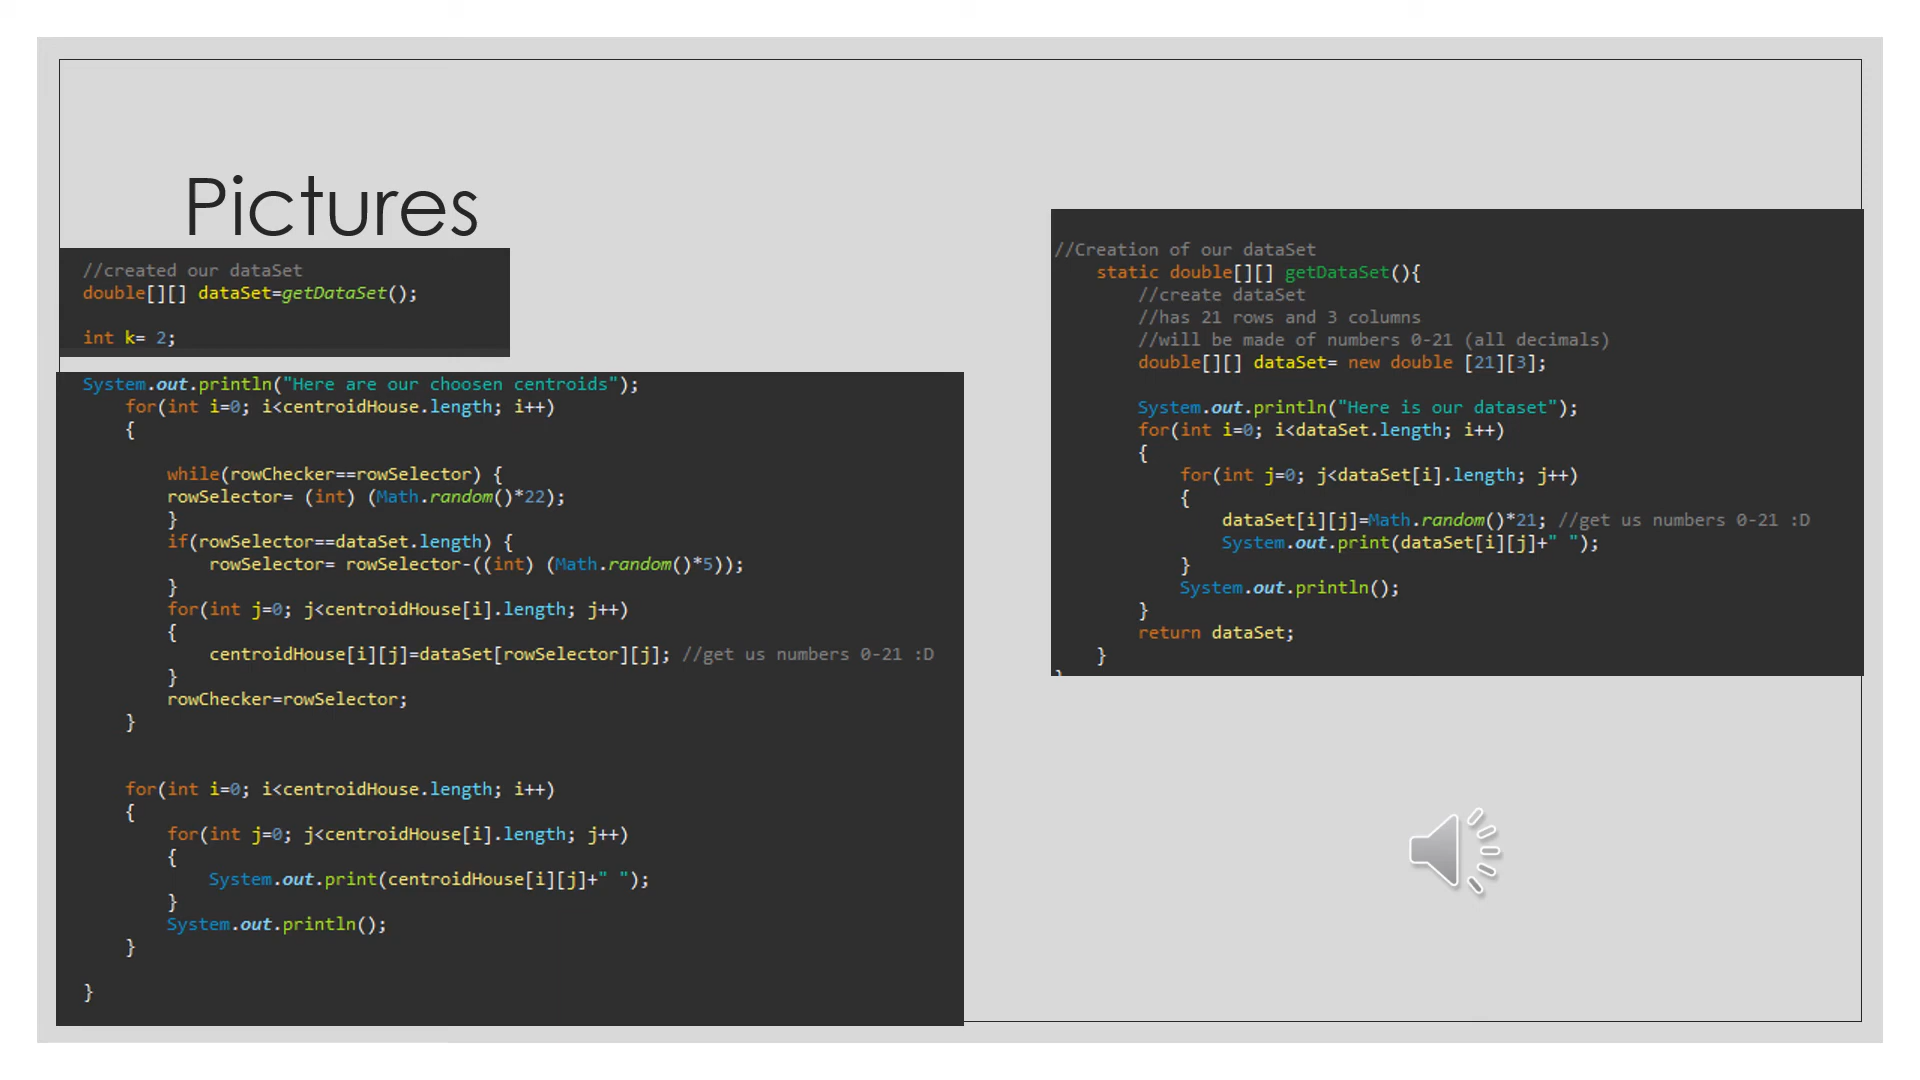 Pictures
//created our dataSet
double[][] dataSet=getDataSet();
int k= 2;
System.out.println("Here are our choosen centroids");
for(int i=0; i<centroidHouse.length; i++)
{
while(rowChecker==rowSelector) {
rowSelector= (int) (Math.random()*22);
}
if(rowSelector==dataSet.length) {
rowSelector= rowSelector-((int) (Math.random()*5));
}
for(int j=0; j<centroidHouse[i].length; j++)
{
centroidHouse[i][j]=dataSet[rowSelector][j]; //get us numbers 0-21 :D
}
rowChecker=rowSelector;
}
for(int i=0; i<centroidHouse.length; i++)
{
for(int j=0; j<centroidHouse[i].length; j++)
{
System.out.print(centroidHouse[i][j]+" ");
}
System.out.println();
}
}
//Creation of our dataSet
static double[][] getDataSet(){
//create dataSet
//has 21 rows and 3 columns
//will be made of numbers 0-21 (all decimals)
double[][] dataSet= new double [21][3];
System.out.println("Here is our dataset");
for(int i=0; i<dataSet.length; i++)
{
for(int j=0; j<dataSet[i].length; j++)
{
dataSet[i][j]=Math.random()*21; //get us numbers 0-21 :D
System.out.print(dataSet[i][j]+" ");
}
System.out.println();
}
return dataSet;
}